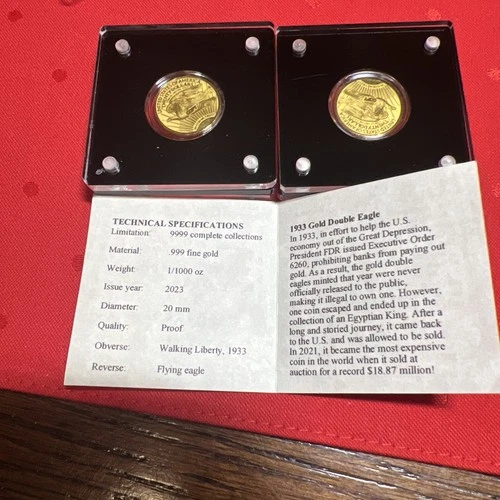 TECHNICAL SPECIFICATIONS
Limitation: 9999 complete collections
Material: .999 fine gold
Weight: 1/1000 oz
Issue year: 2023
Diameter: 20 mm
Quality: Proof
Obverse: Walking Liberty, 1933
Reverse: Flying eagle
1933 Gold Double Eagle
In 1933, in effort to help the U.S.
economy out of the Great Depression,
President FDR issued Executive Order
6260, prohibiting banks from paying out
gold. As a result, the gold double
eagles minted that year were never
officially released to the public,
making it illegal to own one. However,
one coin escaped and ended up in the
collection of an Egyptian King. After a
long and storied journey, it came back
to the U.S. and was allowed to be sold.
In 2021, it became the most expensive
coin in the world when it sold at
auction for a record $18.87 million!